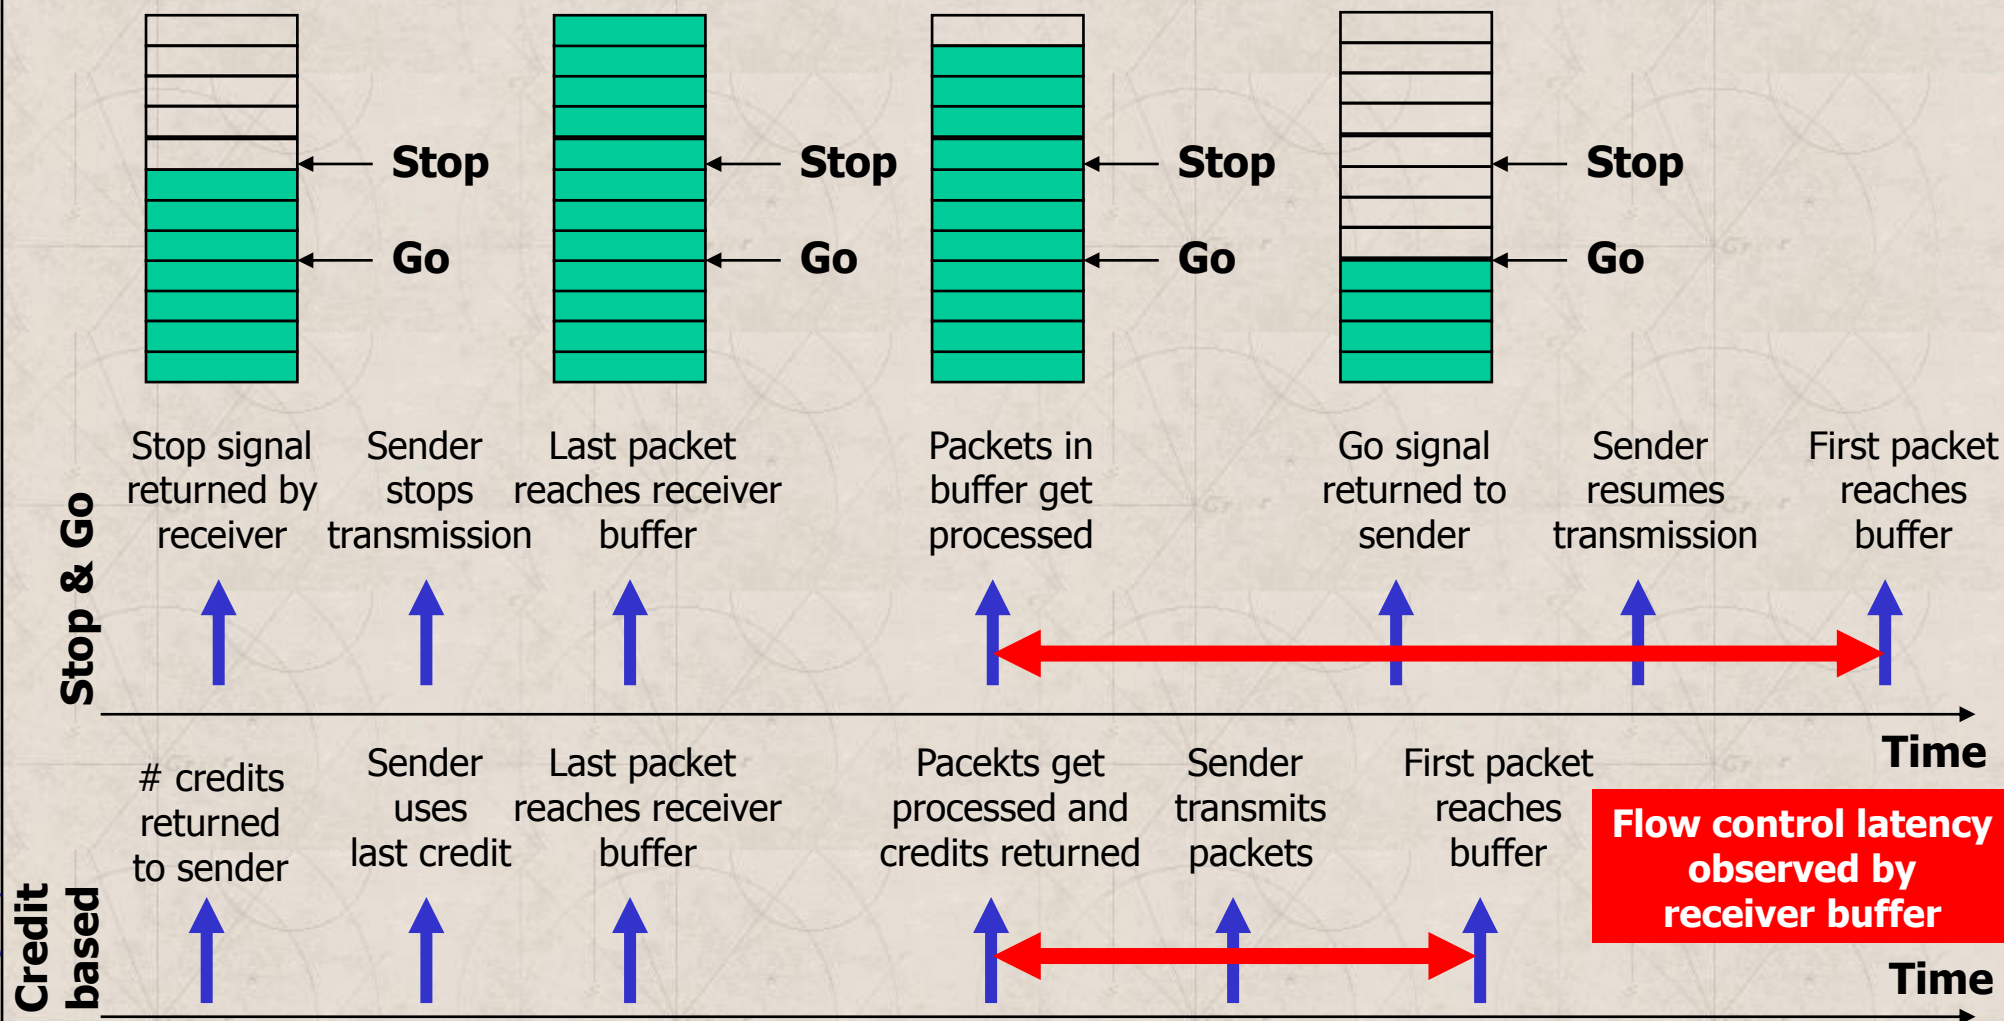 Stop
Go
Stop
Go
Stop
Go
Stop
Go
Stop & Go
Stop signal
returned by
receiver
Sender
stops
transmission
Last packet
reaches receiver
buffer
Packets in
buffer get
processed
Go signal
returned to
sender
Sender
resumes
transmission
First packet
reaches
buffer
Time
Credit
based
# credits
returned
to sender
Sender
uses
last credit
Last packet
reaches receiver
buffer
Pacekts get
processed and
credits returned
Sender
transmits
packets
First packet
reaches
buffer
Flow control latency
observed by
receiver buffer
Time